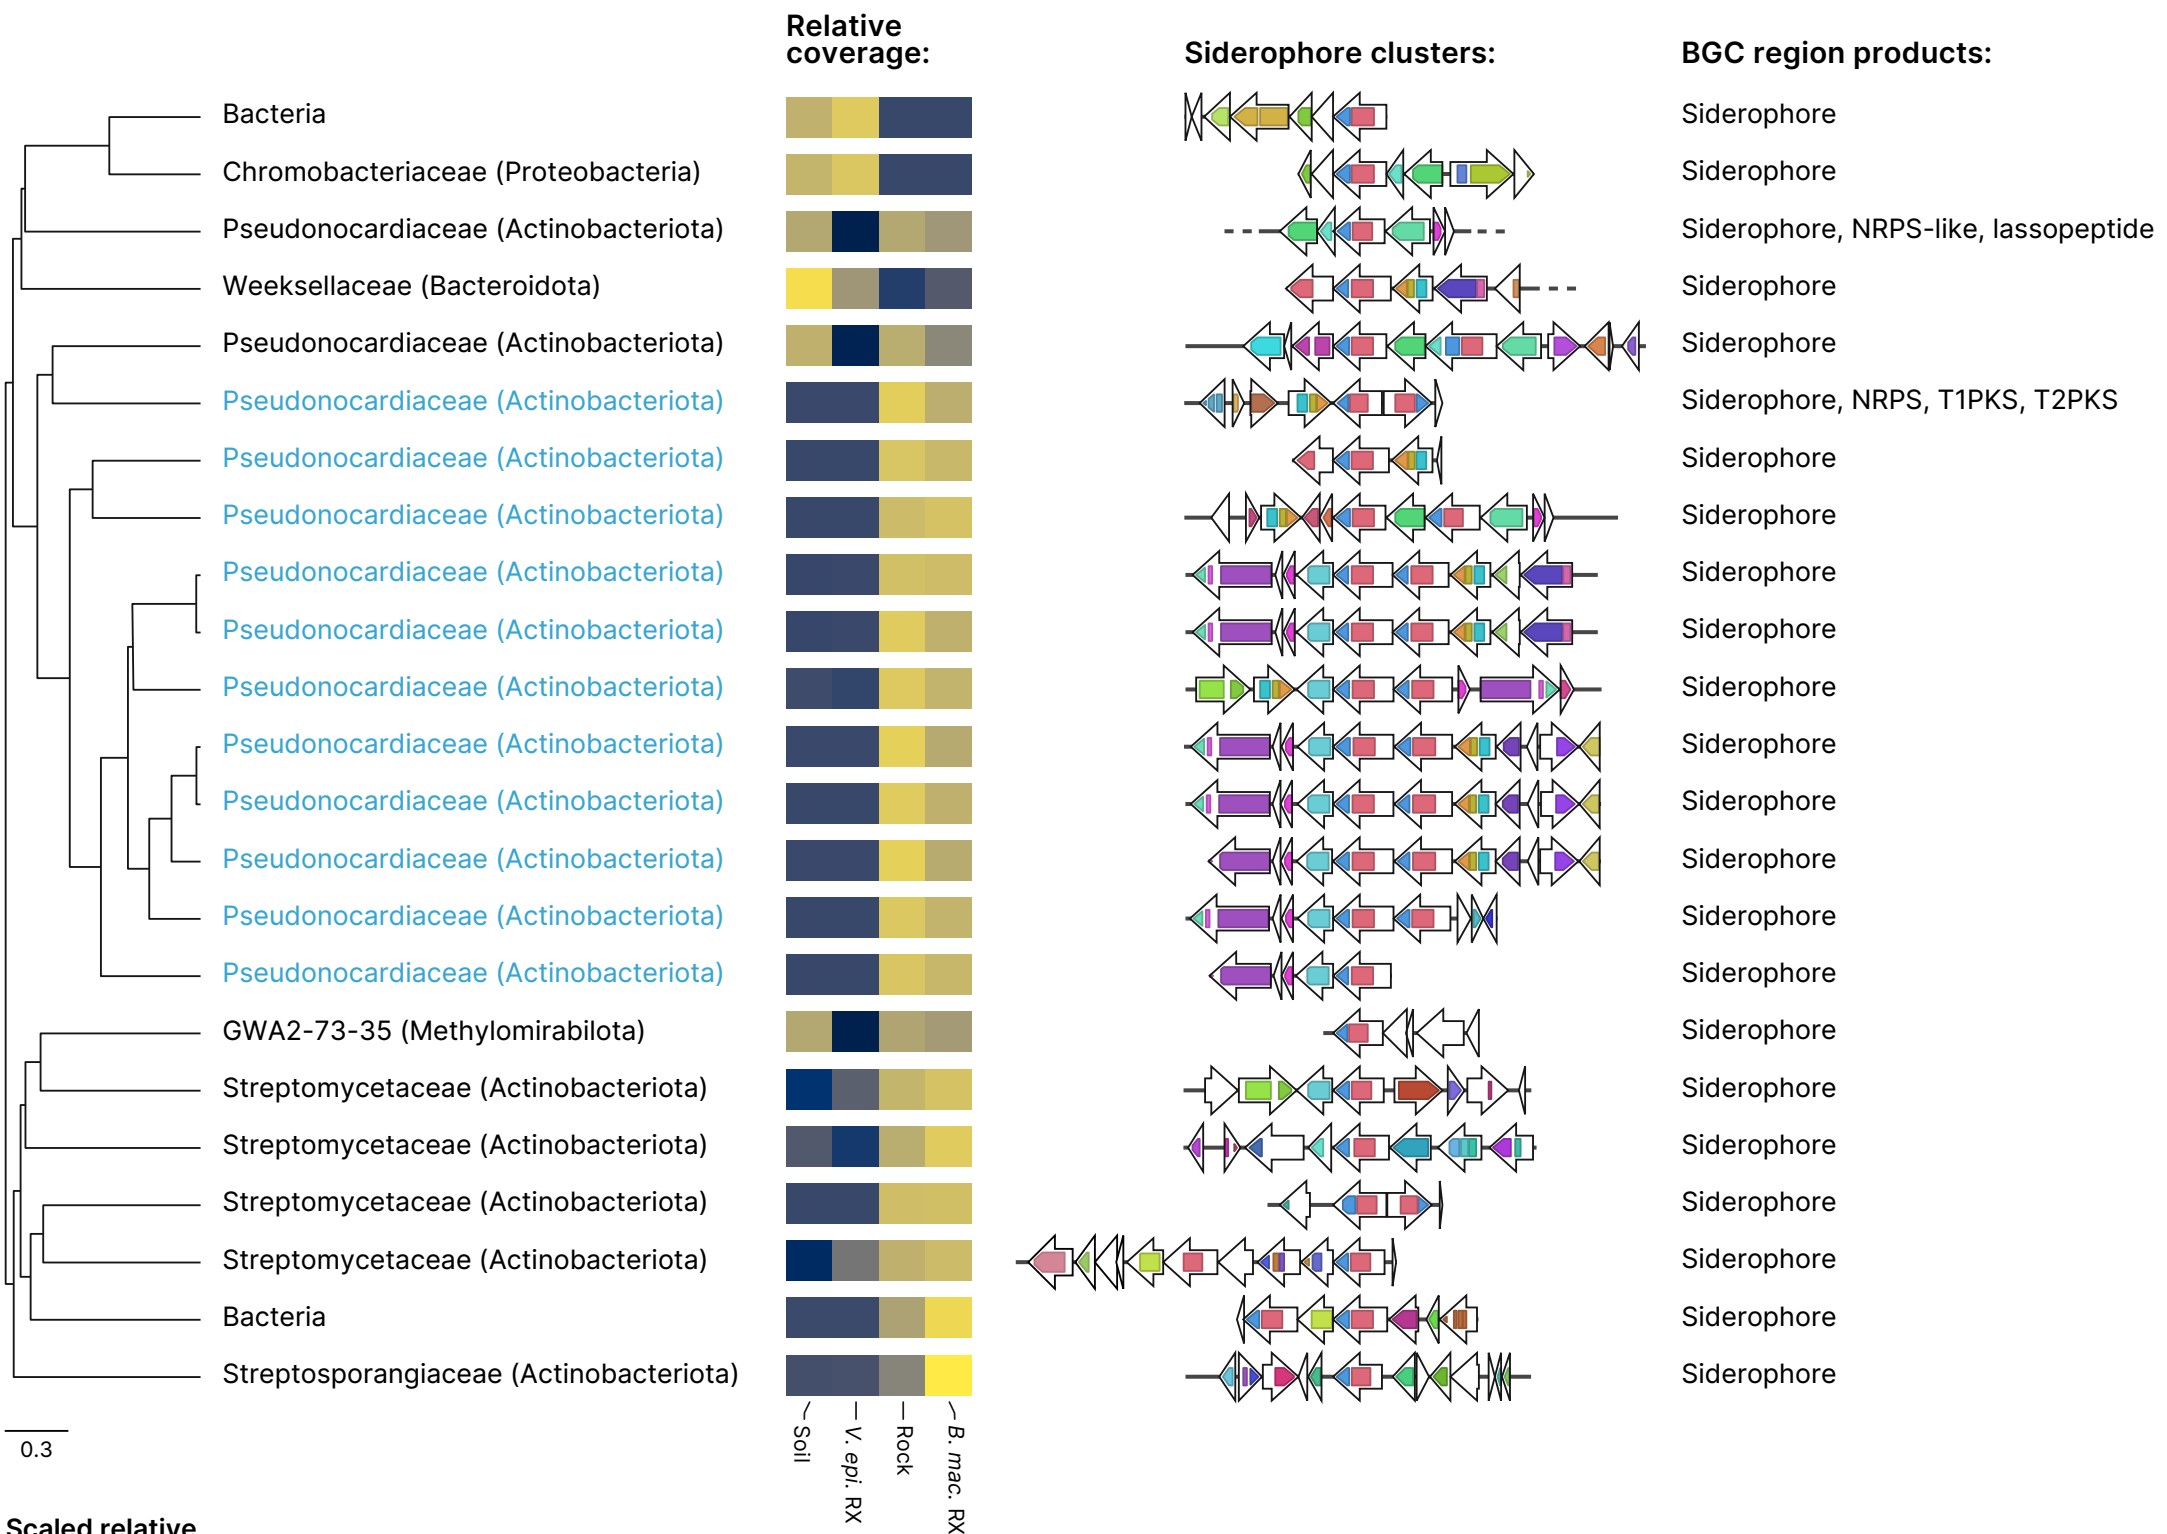 Relative
coverage:
Siderophore clusters:
BGC region products:
Bacteria
Siderophore
Chromobacteriaceae (Proteobacteria)
Siderophore
Pseudonocardiaceae (Actinobacteriota)
Siderophore, NRPS-like, lassopeptide
Weeksellaceae (Bacteroidota)
Siderophore
Pseudonocardiaceae (Actinobacteriota)
Siderophore
Pseudonocardiaceae (Actinobacteriota)
Siderophore, NRPS, T1PKS, T2PKS
Pseudonocardiaceae (Actinobacteriota)
Siderophore
Pseudonocardiaceae (Actinobacteriota)
Siderophore
Pseudonocardiaceae (Actinobacteriota)
Siderophore
Pseudonocardiaceae (Actinobacteriota)
Siderophore
Pseudonocardiaceae (Actinobacteriota)
Siderophore
Pseudonocardiaceae (Actinobacteriota)
Siderophore
Pseudonocardiaceae (Actinobacteriota)
Siderophore
Pseudonocardiaceae (Actinobacteriota)
Siderophore
Pseudonocardiaceae (Actinobacteriota)
Siderophore
Pseudonocardiaceae (Actinobacteriota)
Siderophore
GWA2-73-35 (Methylomirabilota)
Siderophore
Streptomycetaceae (Actinobacteriota)
Siderophore
Streptomycetaceae (Actinobacteriota)
Siderophore
Streptomycetaceae (Actinobacteriota)
Siderophore
Streptomycetaceae (Actinobacteriota)
Siderophore
Bacteria
Siderophore
Streptosporangiaceae (Actinobacteriota)
Siderophore
Soil
V. epi. RX
Rock
B. mac. RX
0.3
Scaled relative